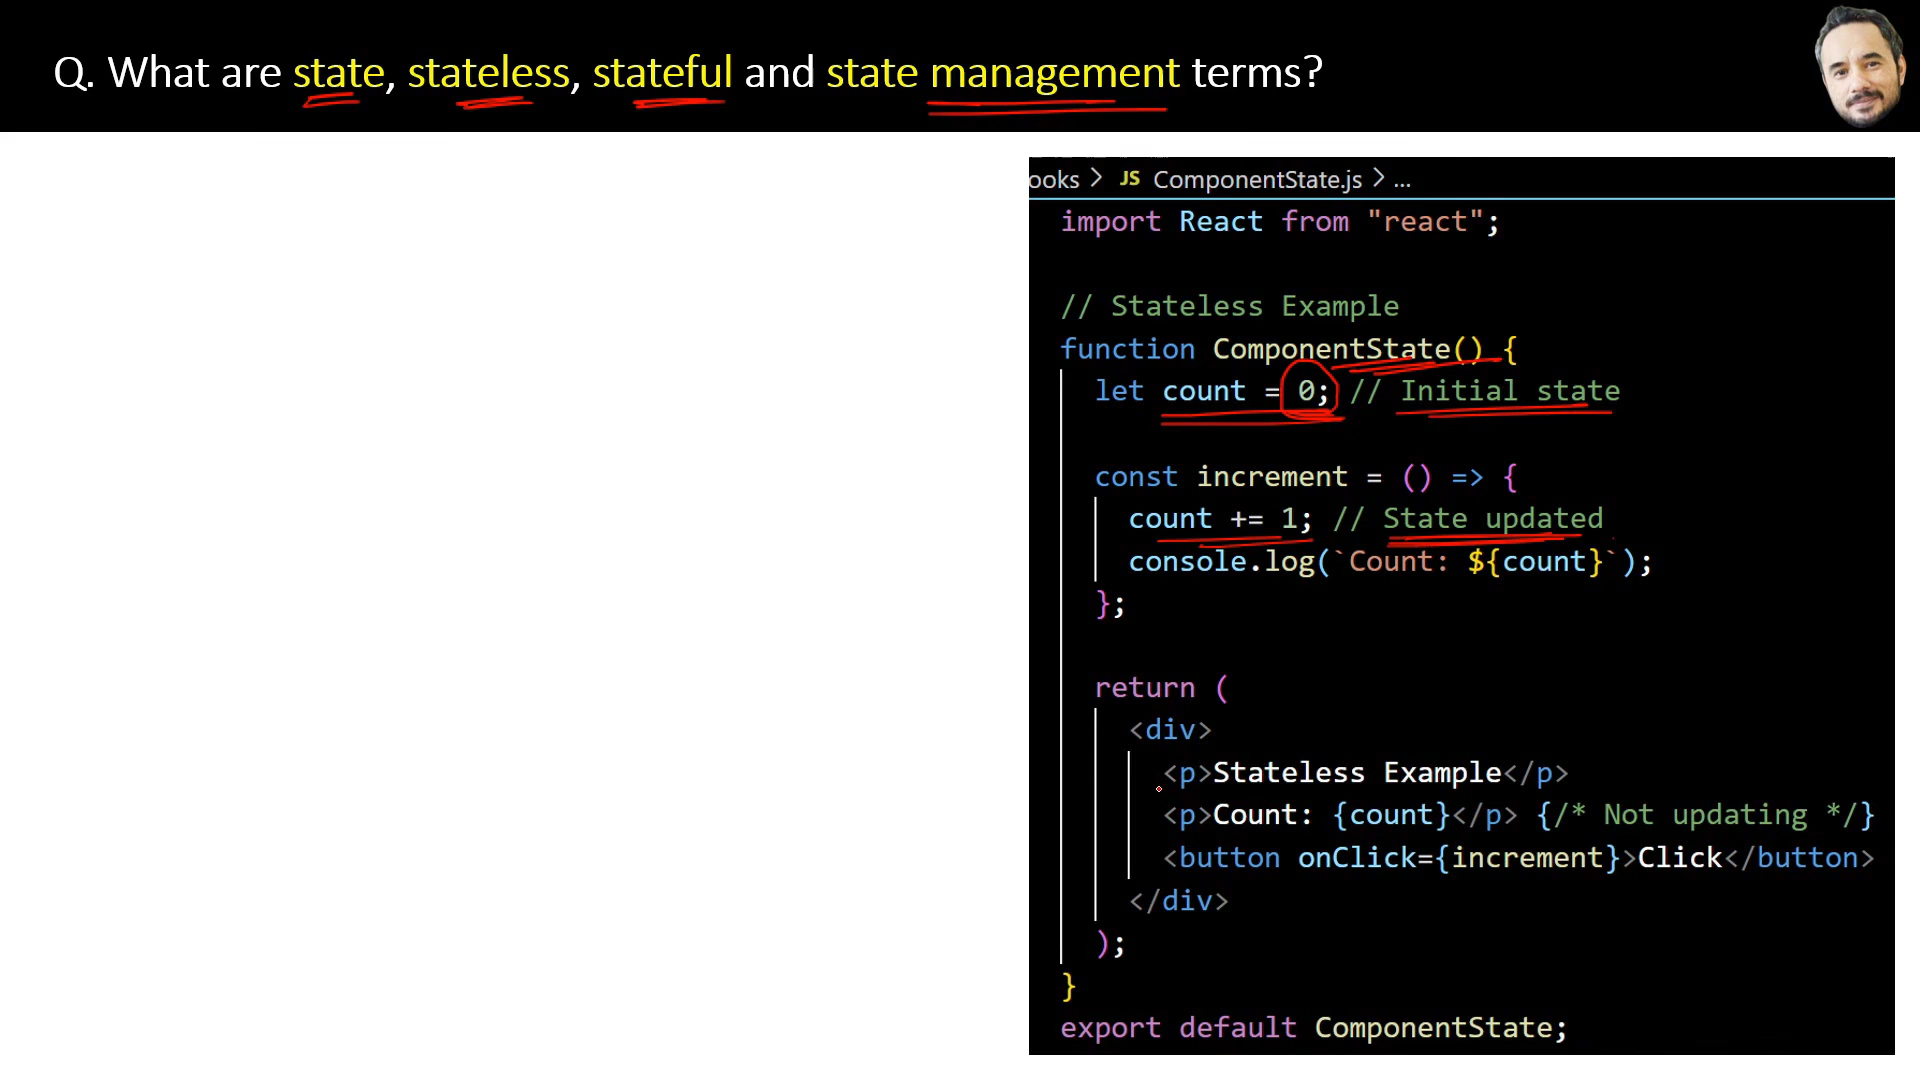 Q. What are state, stateless, stateful and state management terms?
ooks > JS ComponentState.js > ...
import React from "react";
// Stateless Example
function ComponentState() {
let count = 0; // Initial state
const increment = () => {
count += 1; // State updated
console.log(`Count: ${count}`);
};
return (
<div>
<p>Stateless Example</p>
<p>Count: {count}</p> {/* Not updating */}
<button onClick={increment}>Click</button>
</div>
);
}
export default ComponentState;